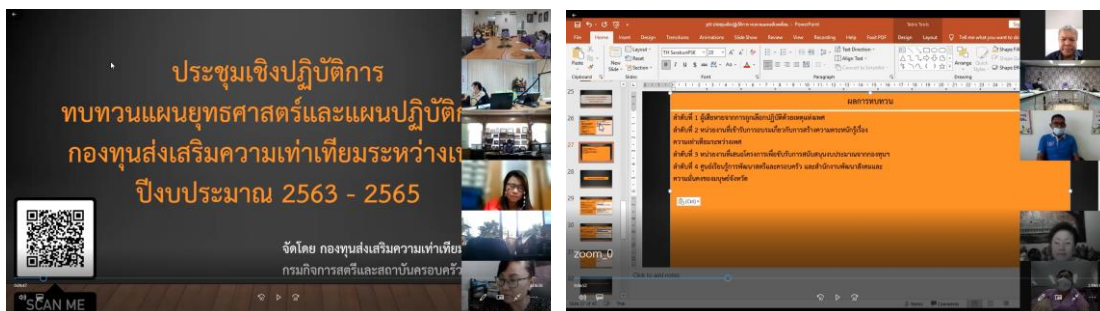 ประชุมเชิงปฏิบัติการ
ทบทวนแผนยุทธศาสตร์และแผนปฏิบัติ
กองทุนส่งเสริมความเท่าเทียมระหว่าง
ปีงบประมาณ 2563 - 2565
จัดโดย กองทุนส่งเสริมความเท่าเทียม
กรมกิจการสตรีและสถาบันครอบครัว
SCAN ME
File Home Insert Design Transitions Animations Slide Show Review View Recording Help Foxit PDF Design Layout Tell me what you want to do
Paste New Slide Layout Reset Section
TH SarabunPSK
Text Direction
Align Text
Convert to SmartArt
Arrange Quick Styles
Clipboard Slides Font Paragraph Drawing
25
26
27
28
29
30
ผลการทบทวน
ลำดับที่ 1 ผู้เสียหายจากการถูกเลือกปฏิบัติด้วยเหตุแห่งเพศ
ลำดับที่ 2 หน่วยงานที่เข้ารับการอบรมเกี่ยวกับการสร้างความตระหนักรู้เรื่อง
ความเท่าเทียมระหว่างเพศ
ลำดับที่ 3 หน่วยงานที่เสนอโครงการเพื่อขอรับการสนับสนุนงบประมาณจากกองทุนฯ
ลำดับที่ 4 ศูนย์เรียนรู้การพัฒนาสตรีและครอบครัว และสำนักงานพัฒนาสังคมและ
ความมั่นคงของมนุษย์จังหวัด
(Ctrl)
zoom_0
Click to add notes